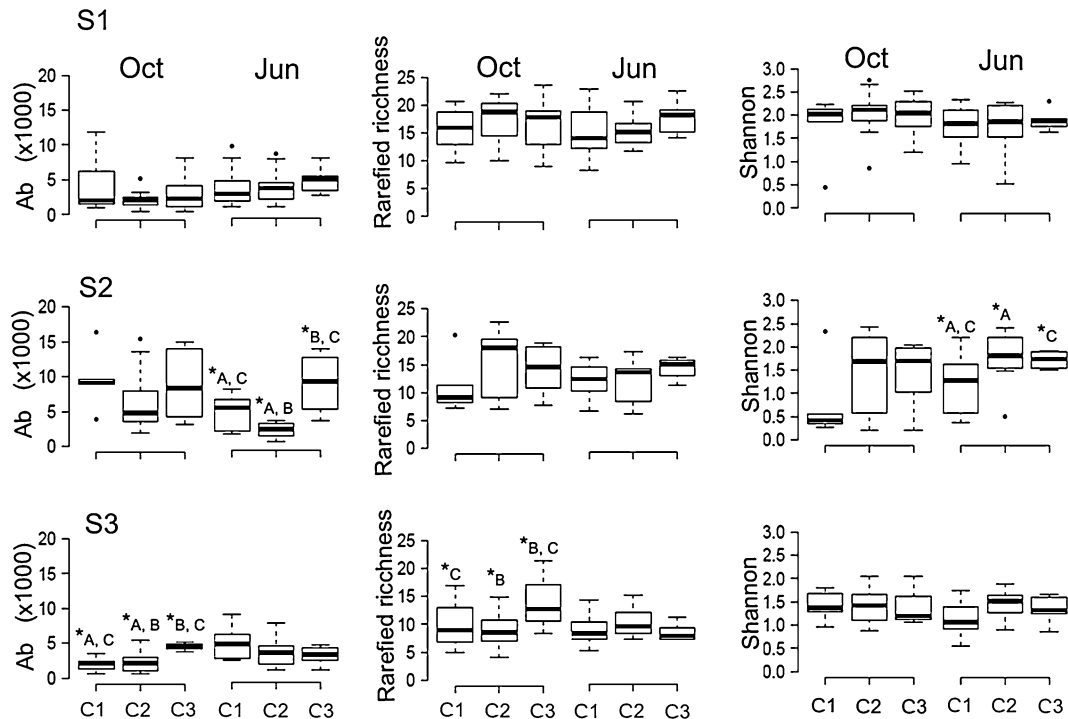 S1
Oct Jun
Oct Jun
Oct Jun
Ab (x1000)
20
15
10
5
0
Rarefied ricchness
25
20
15
10
5
0
Shannon
3.0
2.5
2.0
1.5
1.0
0.5
0.0
S2
Ab (x1000)
20
15
10
5
0
*A, C
*A, B
*B, C
Rarefied ricchness
25
20
15
10
5
0
Shannon
3.0
2.5
2.0
1.5
1.0
0.5
0.0
*A, C
*A
*C
S3
Ab (x1000)
20
15
10
5
0
*A, C
*A, B
*B, C
Rarefied ricchness
25
20
15
10
5
0
*C
*B
*B, C
Shannon
3.0
2.5
2.0
1.5
1.0
0.5
0.0
C1 C2 C3 C1 C2 C3
C1 C2 C3 C1 C2 C3
C1 C2 C3 C1 C2 C3